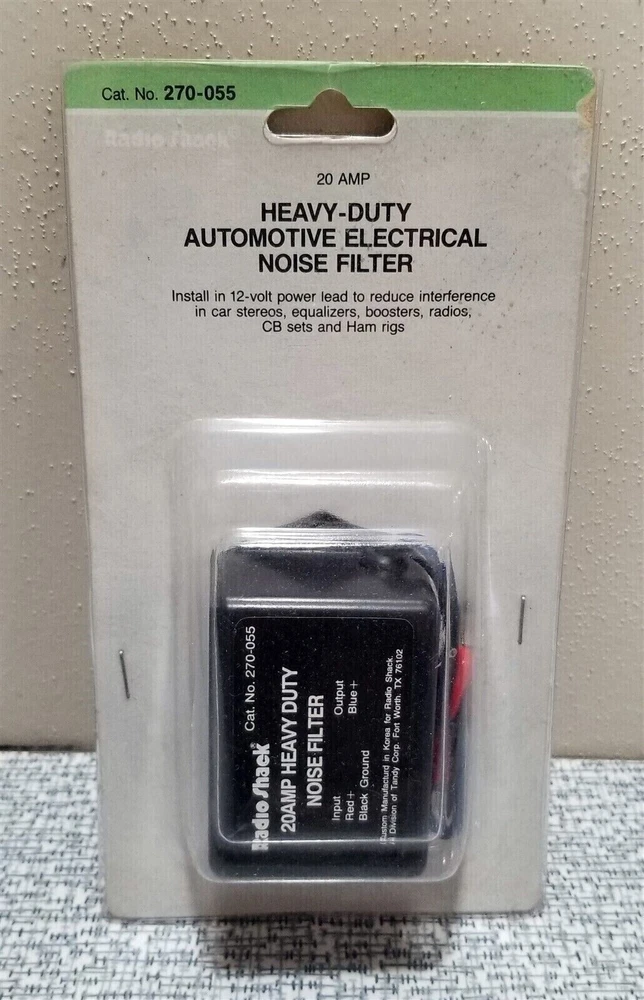 Cat. No. 270-055
Radio Shack
20 AMP
HEAVY-DUTY
AUTOMOTIVE ELECTRICAL
NOISE FILTER
Install in 12-volt power lead to reduce interference
in car stereos, equalizers, boosters, radios,
CB sets and Ham rigs
Radio Shack® Cat. No. 270-055
20AMP HEAVY DUTY
NOISE FILTER
Input Output
Red+ Blue+
Black Ground
Custom Manufacturd in Korea for Radio Shack,
A Division of Tandy Corp. Fort Worth. TX 76102